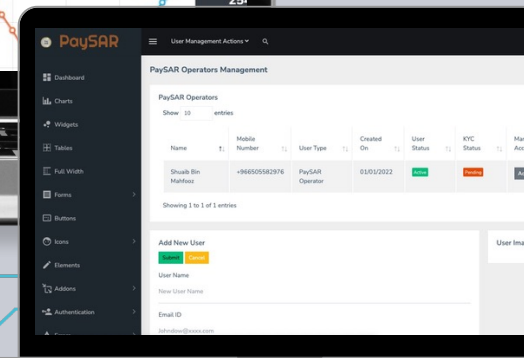 254
PaySAR
User Management Actions
Dashboard
Charts
Widgets
Tables
Full Width
Forms
Buttons
Icons
Elements
Addons
Authentication
PaySAR Operators Management
PaySAR Operators
Show 10 entries
Name
Mobile Number
User Type
Created On
User Status
KYC Status
Shuaib Bin Mahfooz
+966505582976
PaySAR Operator
01/01/2022
Active
Pending
Showing 1 to 1 of 1 entries
Add New User
User Ima
Submit Cancel
User Name
New User Name
Email ID